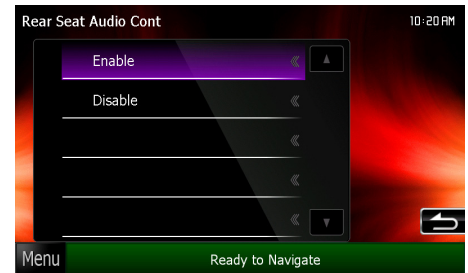 Rear Seat Audio Cont
10:20 AM
Enable
Disable
Menu
Ready to Navigate